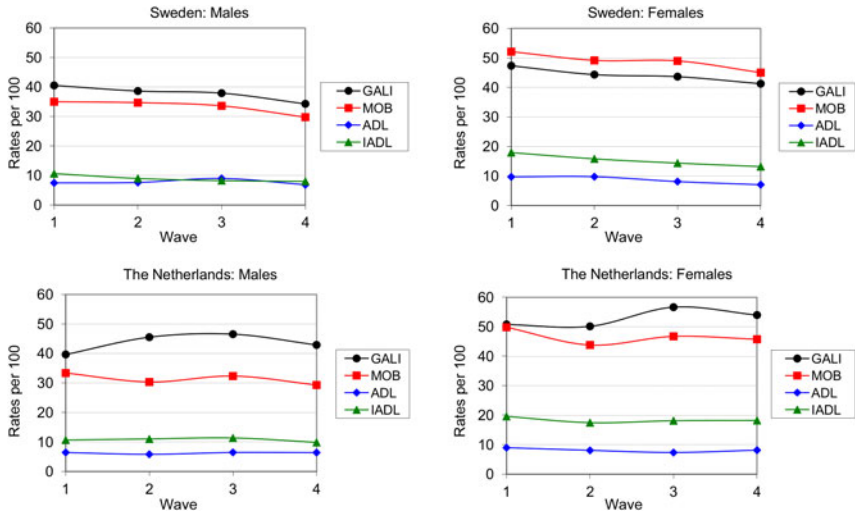 Sweden: Males
60
50
40
30
20
10
0
Rates per 100
1 2 3 4
Wave
GALI
MOB
ADL
IADL
Sweden: Females
60
50
40
30
20
10
0
Rates per 100
1 2 3 4
Wave
GALI
MOB
ADL
IADL
The Netherlands: Males
60
50
40
30
20
10
0
Rates per 100
1 2 3 4
Wave
GALI
MOB
ADL
IADL
The Netherlands: Females
60
50
40
30
20
10
0
Rates per 100
1 2 3 4
Wave
GALI
MOB
ADL
IADL